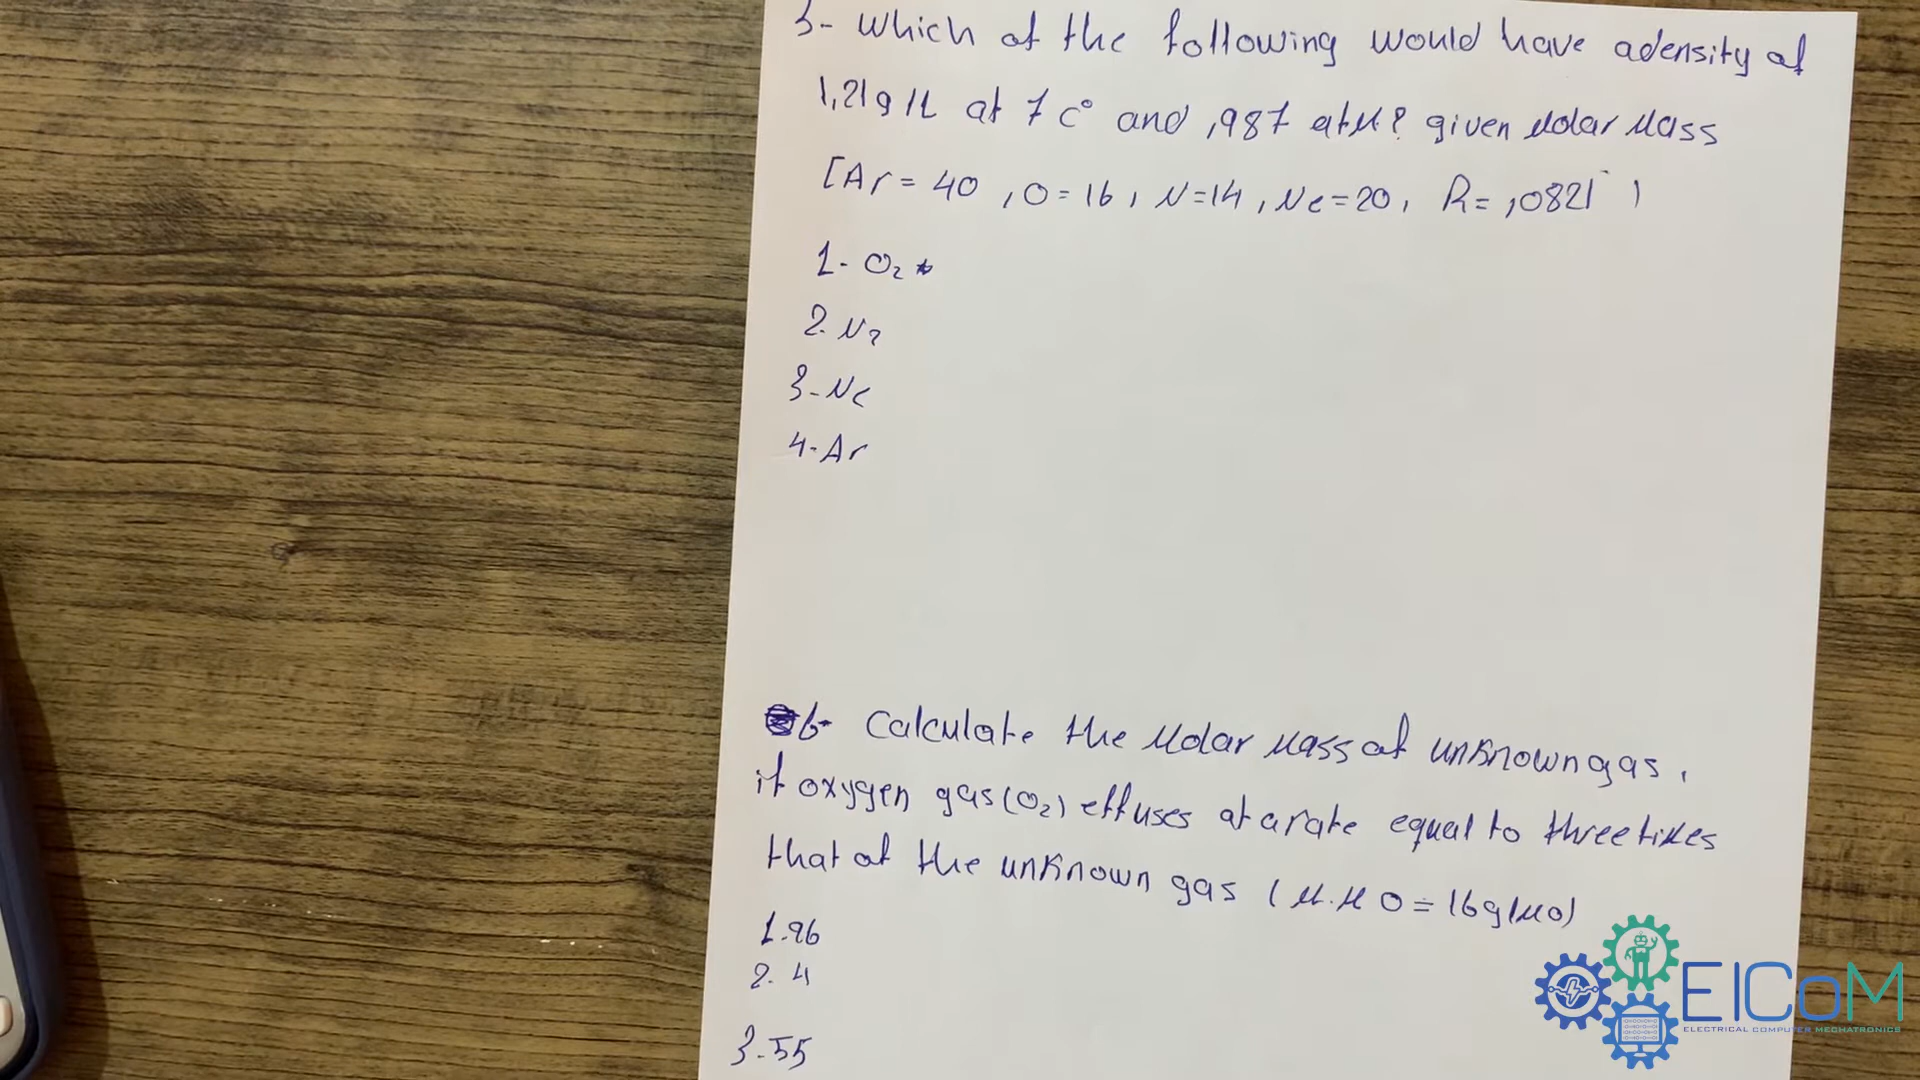 3- which of the following would have a density of
1,21g/L at 7 c° and ,987 atm? given Molar Mass
[Ar= 40 , O=16, N=14, Ne=20, R= ,0821 )
1- O₂ *
2. N₂
3- Ne
4- Ar
6- Calculate the Molar Mass of unknown gas.
if oxygen gas (O₂) effuses at a rate equal to three times
that of the unknown gas ( M.M O = 16g/mol)
1-96
2. 4
3-55
EICoM
ELECTRICAL COMPUTER MECHATRONICS